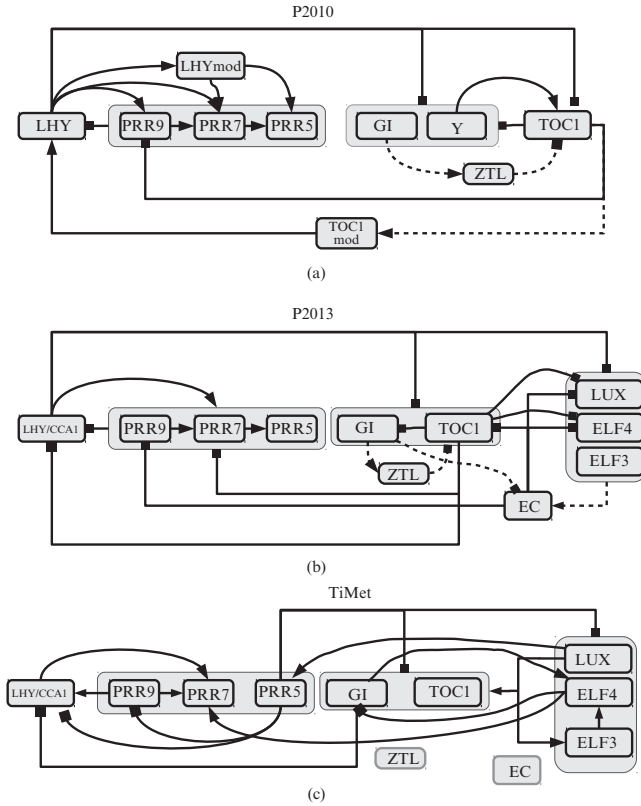 P2010
LHYmod
LHY
PRR9
PRR7
PRR5
GI
Y
TOC1
ZTL
TOC1
mod
(a)
P2013
LUX
LHY/CCA1
PRR9
PRR7
PRR5
GI
TOC1
ELF4
ELF3
ZTL
EC
(b)
TiMet
LUX
LHY/CCA1
PRR9
PRR7
PRR5
GI
TOC1
ELF4
ELF3
ZTL
EC
(c)